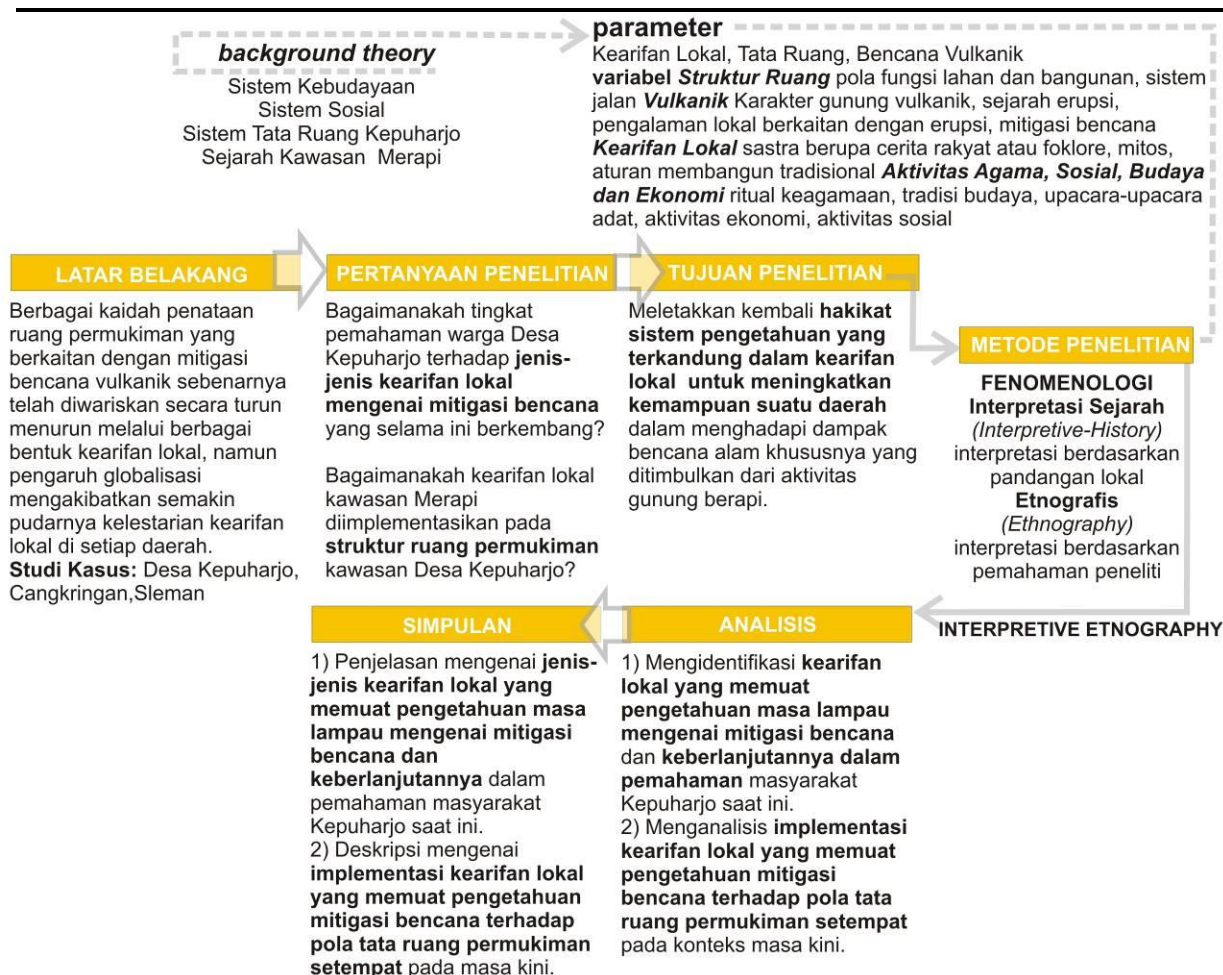 background theory
Sistem Kebudayaan
Sistem Sosial
Sistem Tata Ruang Kepuharjo
Sejarah Kawasan Merapi
parameter
Kearifan Lokal, Tata Ruang, Bencana Vulkanik
variabel Struktur Ruang pola fungsi lahan dan bangunan, sistem
jalan Vulkanik Karakter gunung vulkanik, sejarah erupsi,
pengalaman lokal berkaitan dengan erupsi, mitigasi bencana
Kearifan Lokal sastra berupa cerita rakyat atau foklore, mitos,
aturan membangun tradisional Aktivitas Agama, Sosial, Budaya
dan Ekonomi ritual keagamaan, tradisi budaya, upacara-upacara
adat, aktivitas ekonomi, aktivitas sosial
LATAR BELAKANG
Berbagai kaidah penataan
ruang permukiman yang
berkaitan dengan mitigasi
bencana vulkanik sebenarnya
telah diwariskan secara turun
menurun melalui berbagai
bentuk kearifan lokal, namun
pengaruh globalisasi
mengakibatkan semakin
pudarnya kelestarian kearifan
lokal di setiap daerah.
Studi Kasus: Desa Kepuharjo,
Cangkringan,Sleman
PERTANYAAN PENELITIAN
Bagaimanakah tingkat
pemahaman warga Desa
Kepuharjo terhadap jenis-
jenis kearifan lokal
mengenai mitigasi bencana
yang selama ini berkembang?
Bagaimanakah kearifan lokal
kawasan Merapi
diimplementasikan pada
struktur ruang permukiman
kawasan Desa Kepuharjo?
TUJUAN PENELITIAN
Meletakkan kembali hakikat
sistem pengetahuan yang
terkandung dalam kearifan
lokal untuk meningkatkan
kemampuan suatu daerah
dalam menghadapi dampak
bencana alam khususnya yang
ditimbulkan dari aktivitas
gunung berapi.
METODE PENELITIAN
FENOMENOLOGI
Interpretasi Sejarah
(Interpretive-History)
interpretasi berdasarkan
pandangan lokal
Etnografis
(Ethnography)
interpretasi berdasarkan
pemahaman peneliti
INTERPRETIVE ETNOGRAPHY
ANALISIS
1) Mengidentifikasi kearifan
lokal yang memuat
pengetahuan masa lampau
mengenai mitigasi bencana
dan keberlanjutannya dalam
pemahaman masyarakat
Kepuharjo saat ini.
2) Menganalisis implementasi
kearifan lokal yang memuat
pengetahuan mitigasi
bencana terhadap pola tata
ruang permukiman setempat
pada konteks masa kini.
SIMPULAN
1) Penjelasan mengenai jenis-
jenis kearifan lokal yang
memuat pengetahuan masa
lampau mengenai mitigasi
bencana dan
keberlanjutannya dalam
pemahaman masyarakat
Kepuharjo saat ini.
2) Deskripsi mengenai
implementasi kearifan lokal
yang memuat pengetahuan
mitigasi bencana terhadap
pola tata ruang permukiman
setempat pada masa kini.